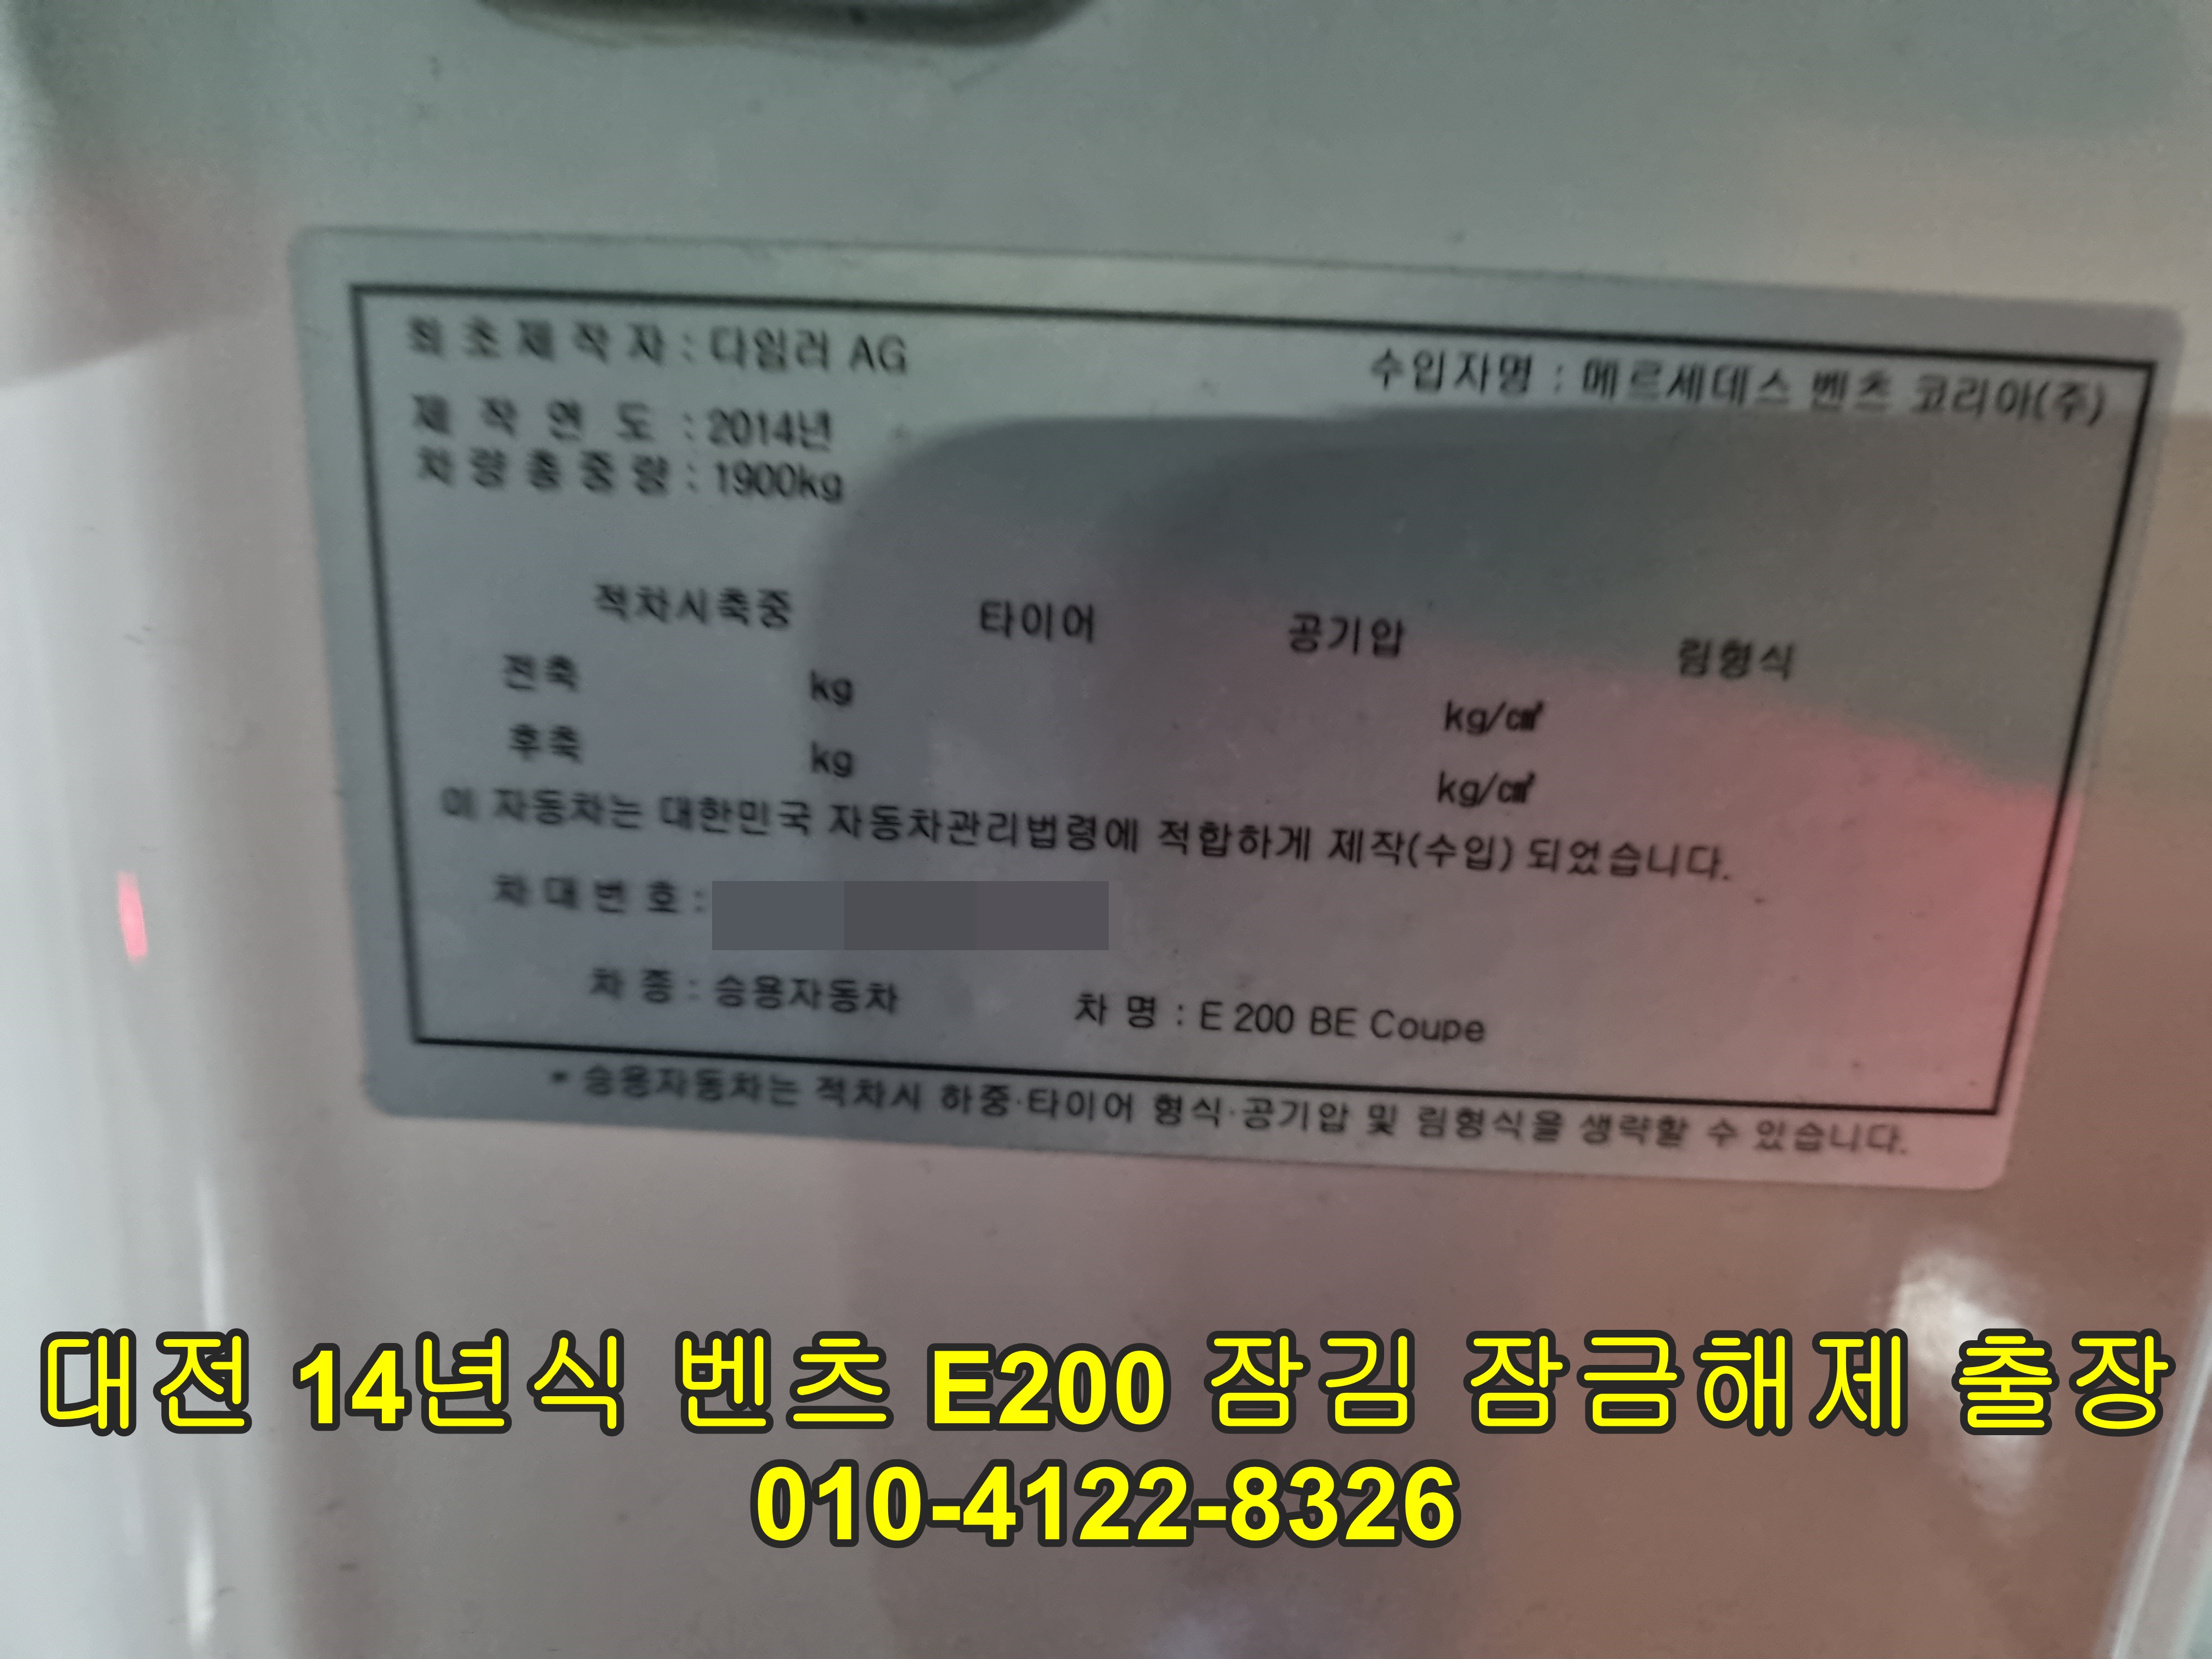 최초제작자 : 다임러 AG
수입자명 : 메르세데스 벤츠 코리아(주)
제작연도 : 2014년
차량총중량 : 1900kg
적차시축중 타이어 공기압 림형식
전축 kg kg/㎠
후축 kg kg/㎠
이 자동차는 대한민국 자동차관리법령에 적합하게 제작(수입) 되었습니다.
차대번호 :
차종 : 승용자동차 차명 : E 200 BE Coupe
* 승용자동차는 적차시 하중·타이어 형식·공기압 및 림형식을 생략할 수 있습니다.
대전 14년식 벤츠 E200 잠김 잠금해제 출장
010-4122-8326